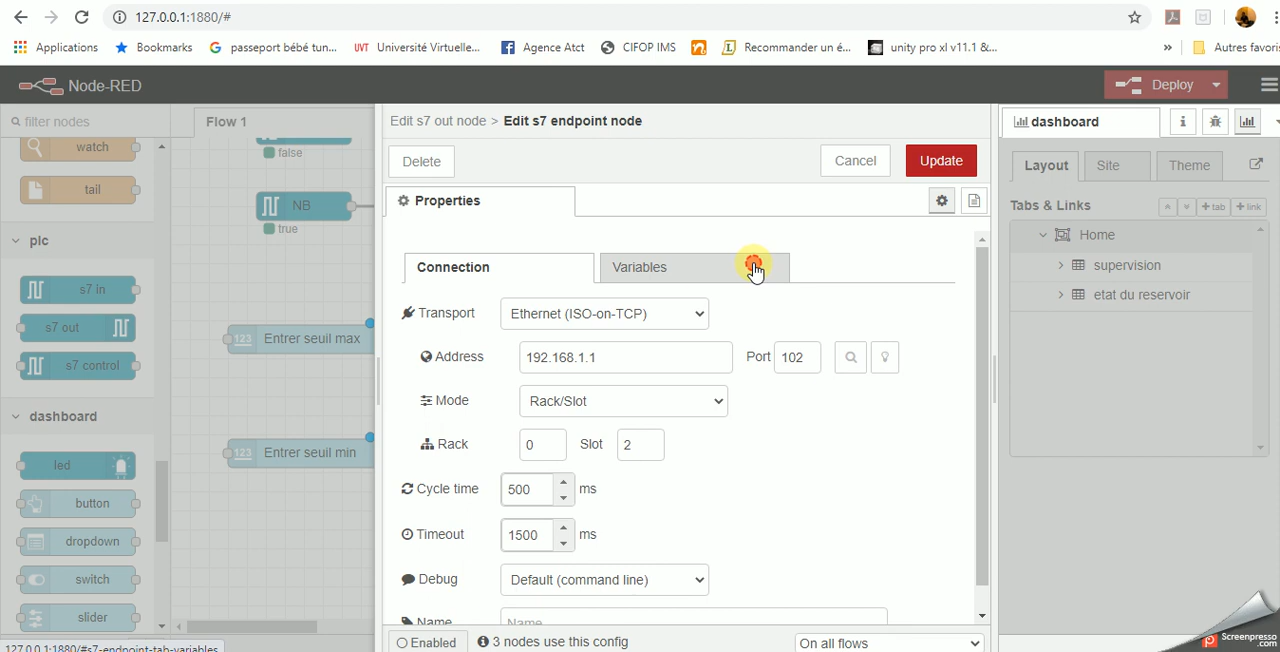 127.0.0.1:1880/#
Applications
Bookmarks
passeport bébé tun...
UVT Université Virtuelle...
Agence Atct
CIFOP IMS
Recommander un é...
unity pro xl v11.1 &...
»
Autres favoris
Node-RED
Deploy
filter nodes
Flow 1
Edit s7 out node > Edit s7 endpoint node
dashboard
i
watch
false
Delete
Cancel
Update
Layout
Site
Theme
tail
NB
Properties
Tabs & Links
+tab
+link
true
plc
Home
Connection
Variables
supervision
s7 in
etat du reservoir
Transport
Ethernet (ISO-on-TCP)
s7 out
123 Entrer seuil max
Address
192.168.1.1
Port
102
s7 control
Mode
Rack/Slot
dashboard
Rack
0
Slot
2
123 Entrer seuil min
led
Cycle time
500
ms
button
Timeout
1500
ms
dropdown
switch
Debug
Default (command line)
slider
Name
Name
Enabled
3 nodes use this config
On all flows
127.0.0.1:1880/#s7-endpoint-tab-variables
Screenpresso
.com